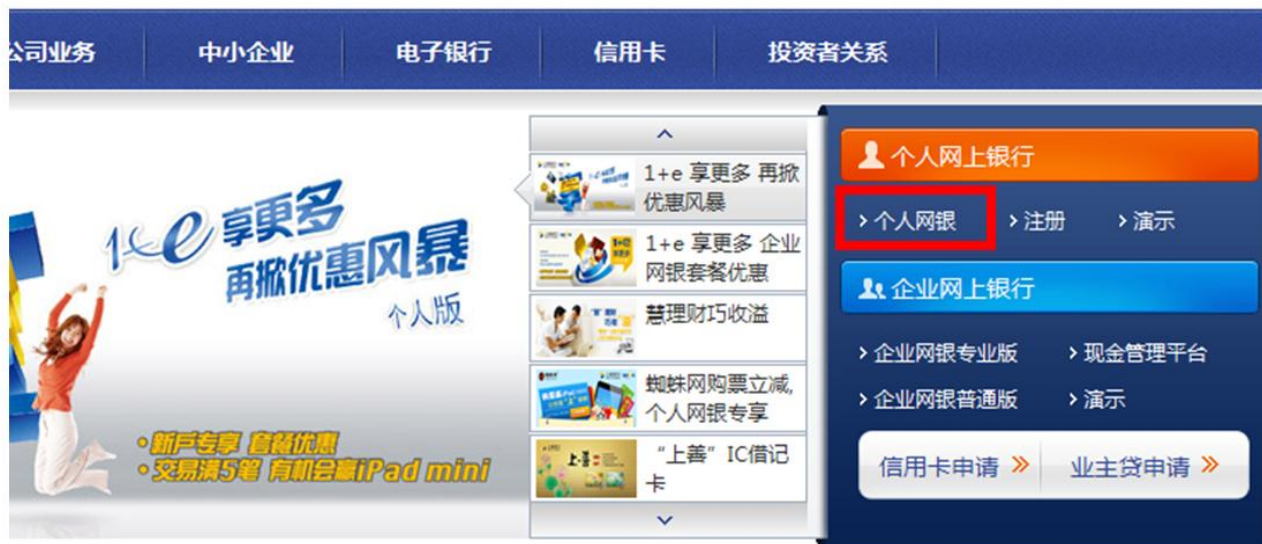 公司业务
中小企业
电子银行
信用卡
投资者关系
1+e 享更多
再掀优惠风暴
个人版
•新戶专享 套餐优惠
•交易满5笔 有机会赢iPad mini
1+e 享更多 再掀
优惠风暴
1+e 享更多 企业
网银套餐优惠
慧理财巧收溢
蜘蛛网购票立减,
个人网银专享
“上善”IC借记
卡
个人网上银行
个人网银
注册
演示
企业网上银行
企业网银专业版
现金管理平台
企业网银普通版
演示
信用卡申请 »
业主贷申请 »